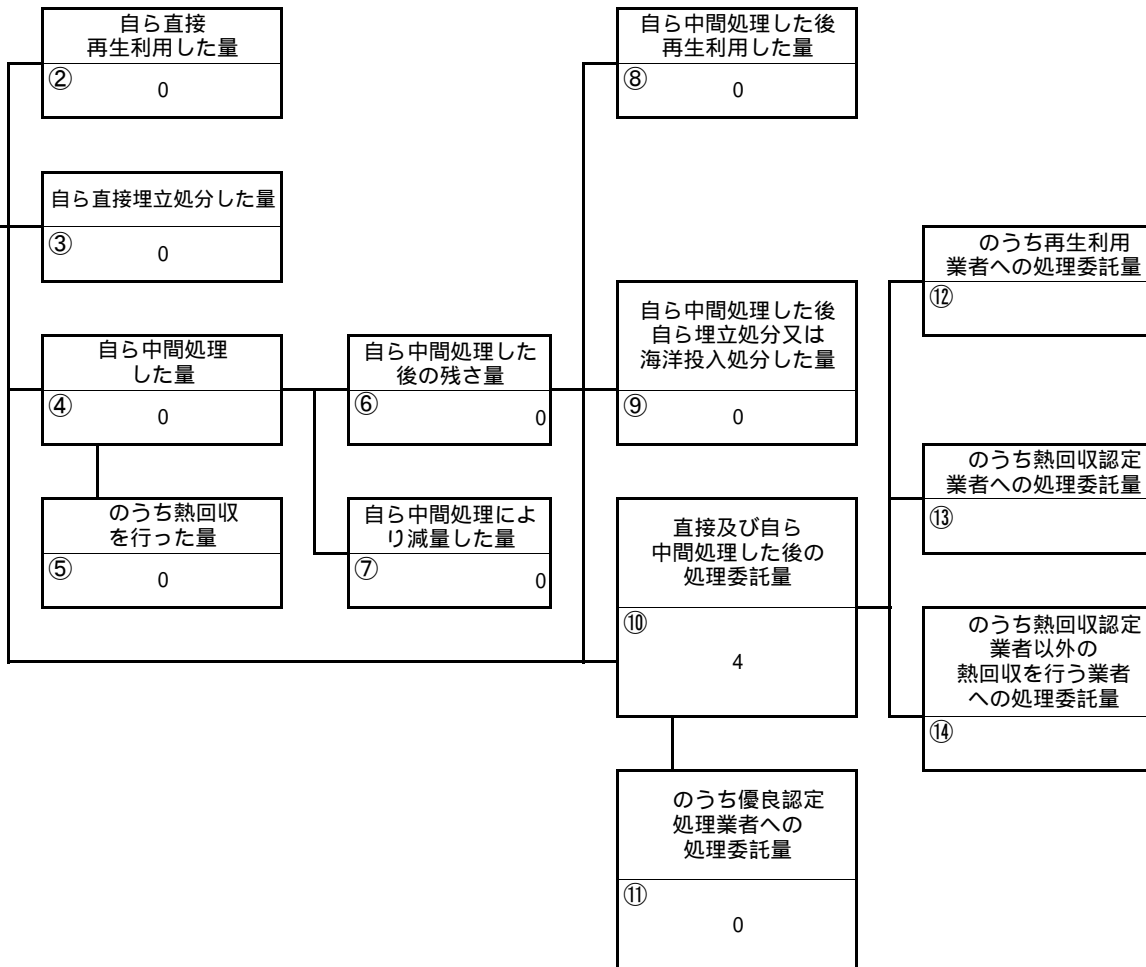 自ら直接
再生利用した量
②
0
自ら直接埋立処分した量
③
0
自ら中間処理
した量
④
0
のうち熱回収
を行った量
⑤
0
自ら中間処理した
後の残さ量
⑥
0
自ら中間処理によ
り減量した量
⑦
0
自ら中間処理した後
再生利用した量
⑧
0
自ら中間処理した後
自ら埋立処分又は
海洋投入処分した量
⑨
0
直接及び自ら
中間処理した後の
処理委託量
⑩
4
のうち優良認定
処理業者への
処理委託量
⑪
0
のうち再生利用
業者への処理委託量
⑫
のうち熱回収認定
業者への処理委託量
⑬
のうち熱回収認定
業者以外の
熱回収を行う業者
への処理委託量
⑭